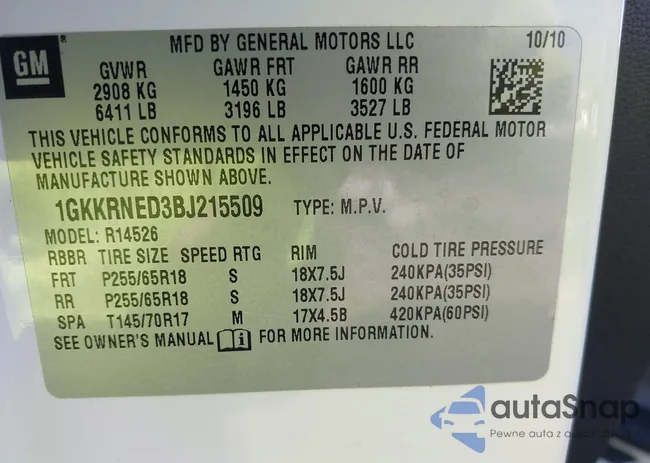 GM
MFD BY GENERAL MOTORS LLC 10/10
GVWR GAWR FRT GAWR RR
2908 KG 1450 KG 1600 KG
6411 LB 3196 LB 3527 LB
THIS VEHICLE CONFORMS TO ALL APPLICABLE U.S. FEDERAL MOTOR
VEHICLE SAFETY STANDARDS IN EFFECT ON THE DATE OF
MANUFACTURE SHOWN ABOVE.
1GKKRNED3BJ215509 TYPE: M.P.V.
MODEL: R14526
RBBR TIRE SIZE SPEED RTG RIM COLD TIRE PRESSURE
FRT P255/65R18 S 18X7.5J 240KPA(35PSI)
RR P255/65R18 S 18X7.5J 240KPA(35PSI)
SPA T145/70R17 M 17X4.5B 420KPA(60PSI)
SEE OWNER'S MANUAL FOR MORE INFORMATION.
autaSnap
Pewne auta z